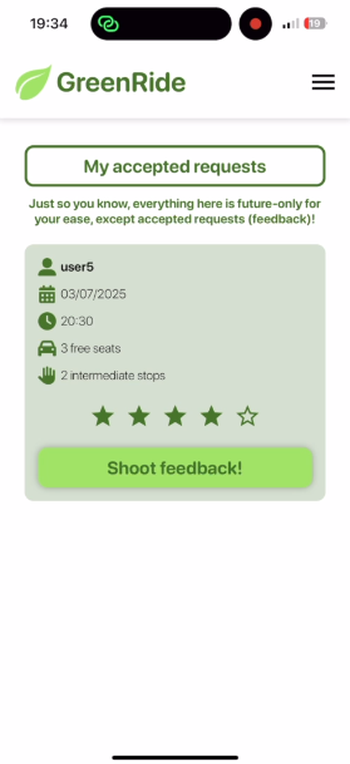 19:34
19
GreenRide
My accepted requests
Just so you know, everything here is future-only for
your ease, except accepted requests (feedback)!
user5
03/07/2025
20:30
3 free seats
2 intermediate stops
Shoot feedback!